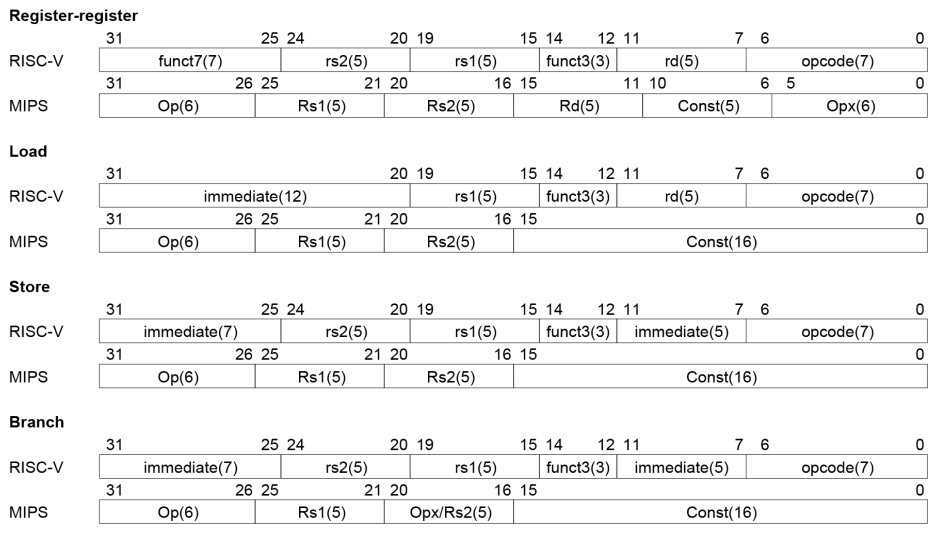 Register-register
31 25 24 20 19 15 14 12 11 7 6 0
RISC-V funct7(7) rs2(5) rs1(5) funct3(3) rd(5) opcode(7)
31 26 25 21 20 16 15 11 10 6 5 0
MIPS Op(6) Rs1(5) Rs2(5) Rd(5) Const(5) Opx(6)
Load
31 20 19 15 14 12 11 7 6 0
RISC-V immediate(12) rs1(5) funct3(3) rd(5) opcode(7)
31 26 25 21 20 16 15 0
MIPS Op(6) Rs1(5) Rs2(5) Const(16)
Store
31 25 24 20 19 15 14 12 11 7 6 0
RISC-V immediate(7) rs2(5) rs1(5) funct3(3) immediate(5) opcode(7)
31 26 25 21 20 16 15 0
MIPS Op(6) Rs1(5) Rs2(5) Const(16)
Branch
31 25 24 20 19 15 14 12 11 7 6 0
RISC-V immediate(7) rs2(5) rs1(5) funct3(3) immediate(5) opcode(7)
31 26 25 21 20 16 15 0
MIPS Op(6) Rs1(5) Opx/Rs2(5) Const(16)